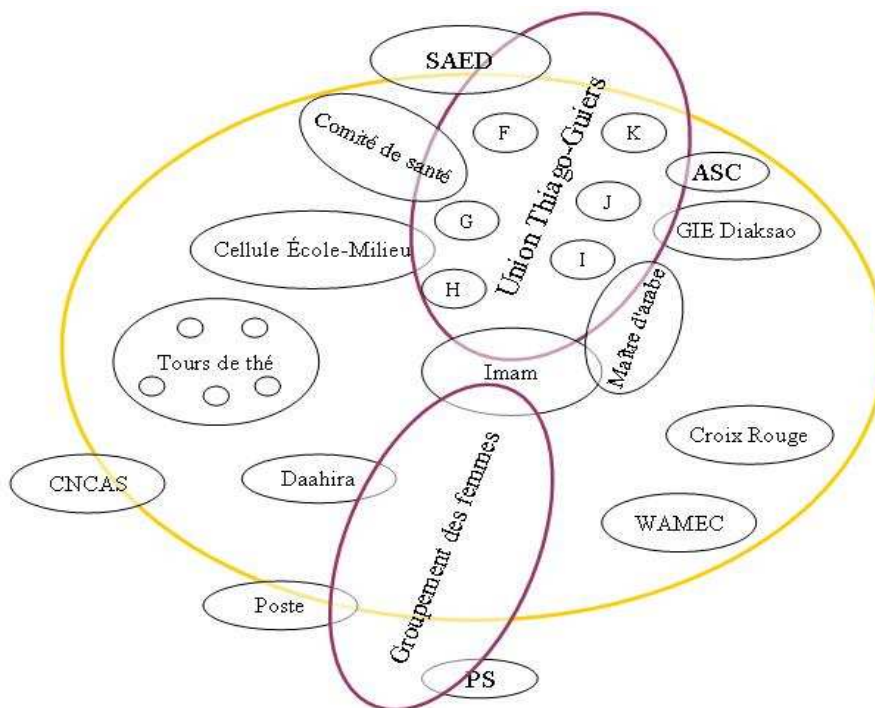 SAED
Comité de santé
F
K
Union Thiago-Guiers
ASC
J
G
GIE Diaksao
Cellule École-Milieu
I
H
Maître d'arabe
Tours de thé
Imam
Croix Rouge
CNCAS
Daahira
Groupement des femmes
WAMEC
Poste
PS